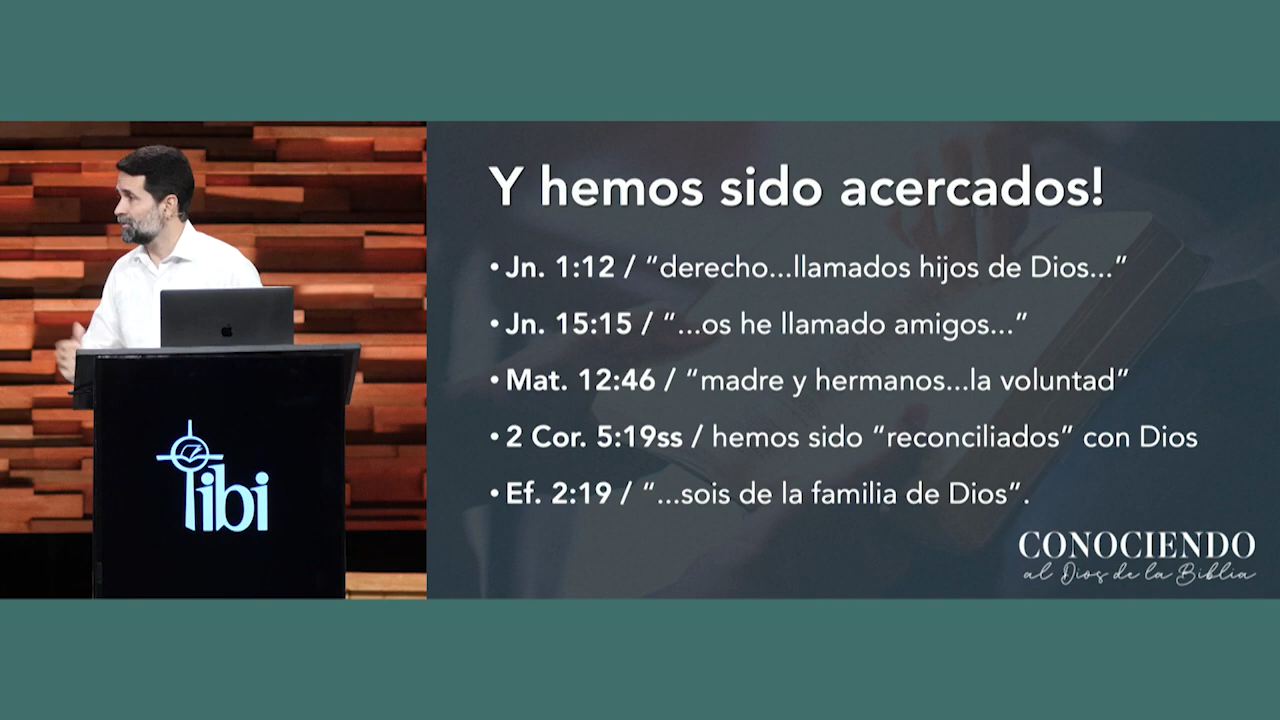 Y hemos sido acercados!
• Jn. 1:12 / “derecho...llamados hijos de Dios...”
• Jn. 15:15 / “...os he llamado amigos...”
• Mat. 12:46 / “madre y hermanos...la voluntad”
• 2 Cor. 5:19ss / hemos sido “reconciliados” con Dios
• Ef. 2:19 / “...sois de la familia de Dios”.
CONOCIENDO
al Dios de la Biblia
ibi